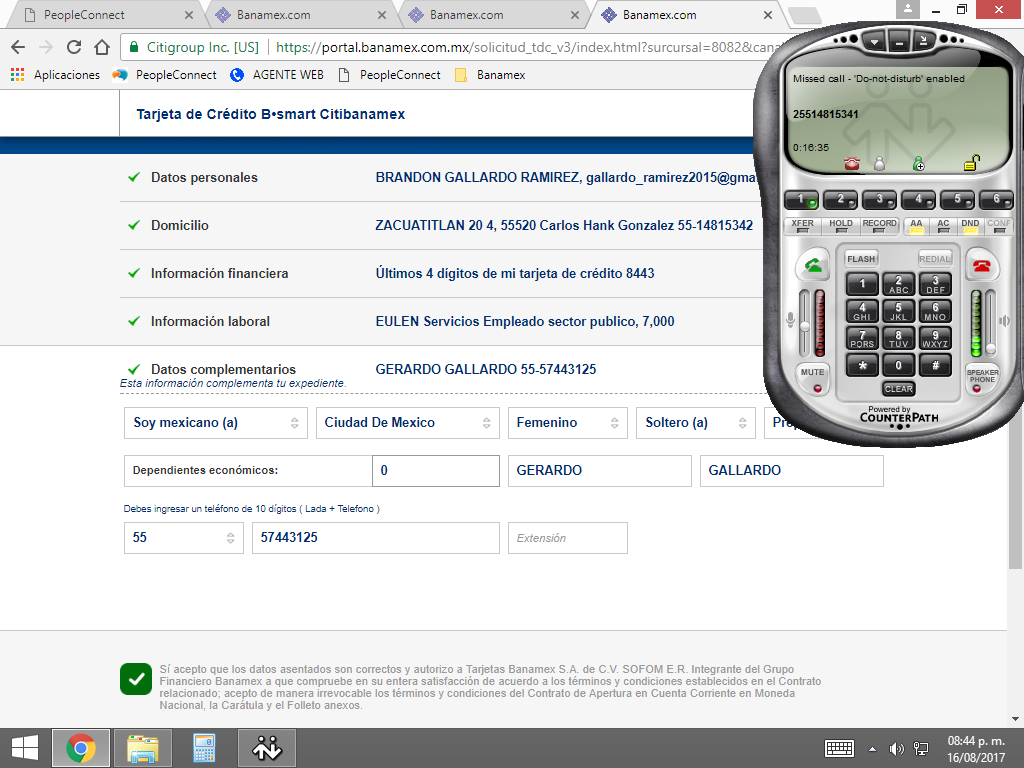 PeopleConnect
Banamex.com
Banamex.com
Banamex.com
Citigroup Inc. [US]
https://portal.banamex.com.mx/solicitud_tdc_v3/index.html?surcursal=8082&cana
Aplicaciones
PeopleConnect
AGENTE WEB
PeopleConnect
Banamex
Tarjeta de Crédito B•smart Citibanamex
Datos personales
BRANDON GALLARDO RAMIREZ, gallardo_ramirez2015@gma
Domicilio
ZACUATITLAN 20 4, 55520 Carlos Hank Gonzalez 55-14815342
Información financiera
Últimos 4 dígitos de mi tarjeta de crédito 8443
Información laboral
EULEN Servicios Empleado sector publico, 7,000
Datos complementarios
GERARDO GALLARDO 55-57443125
Esta información complementa tu expediente.
Soy mexicano (a)
Ciudad De Mexico
Femenino
Soltero (a)
Dependientes económicos:
0
GERARDO
GALLARDO
Debes ingresar un teléfono de 10 dígitos ( Lada + Telefono )
55
57443125
Extensión
Sí acepto que los datos asentados son correctos y autorizo a Tarjetas Banamex S.A. de C.V. SOFOM E.R. Integrante del Grupo
Financiero Banamex a que compruebe en su entera satisfacción de acuerdo a los términos y condiciones establecidos en el Contrato
relacionado; acepto de manera irrevocable los términos y condiciones del Contrato de Apertura en Cuenta Corriente en Moneda
Nacional, la Carátula y el Folleto anexos.
Missed call - 'Do-not-disturb' enabled
25514815341
0:16:35
1 2 3 4 5 6
XFER HOLD RECORD AA AC DND CONF
FLASH
REDIAL
1
2 ABC
3 DEF
4 GHI
5 JKL
6 MNO
7 PQRS
8 TUV
9 WXYZ
*
0
#
MUTE
SPEAKER
PHONE
CLEAR
Powered by
COUNTERPATH
08:44 p. m.
16/08/2017